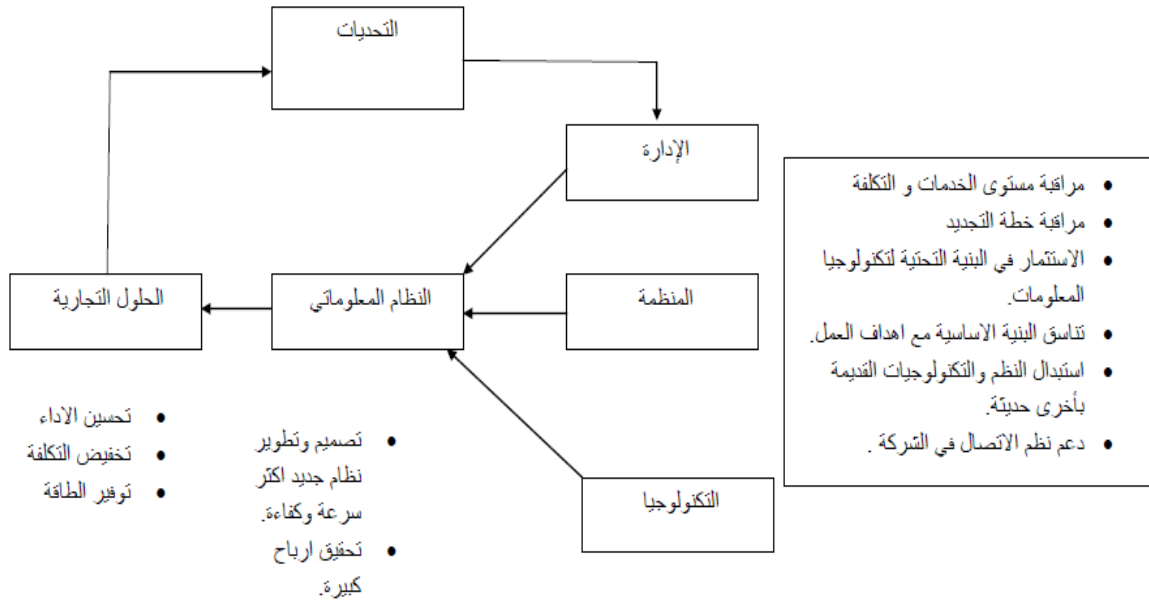 التحديات
الإدارة
● مراقبة مستوى الخدمات و التكلفة
● مراقبة خطة التجديد
● الاستثمار في البنية التحتية لتكنولوجيا
المعلومات.
● تناسق البنية الاساسية مع اهداف العمل.
● استبدال النظم والتكنولوجيات القديمة
بأخرى حديثة.
● دعم نظم الاتصال في الشركة .
المنظمة
النظام المعلوماتي
الحلول التجارية
التكنولوجيا
● تصميم وتطوير
نظام جديد اكثر
سرعة وكفاءة.
● تحقيق ارباح
كبيرة.
● تحسين الاداء
● تخفيض التكلفة
● توفير الطاقة